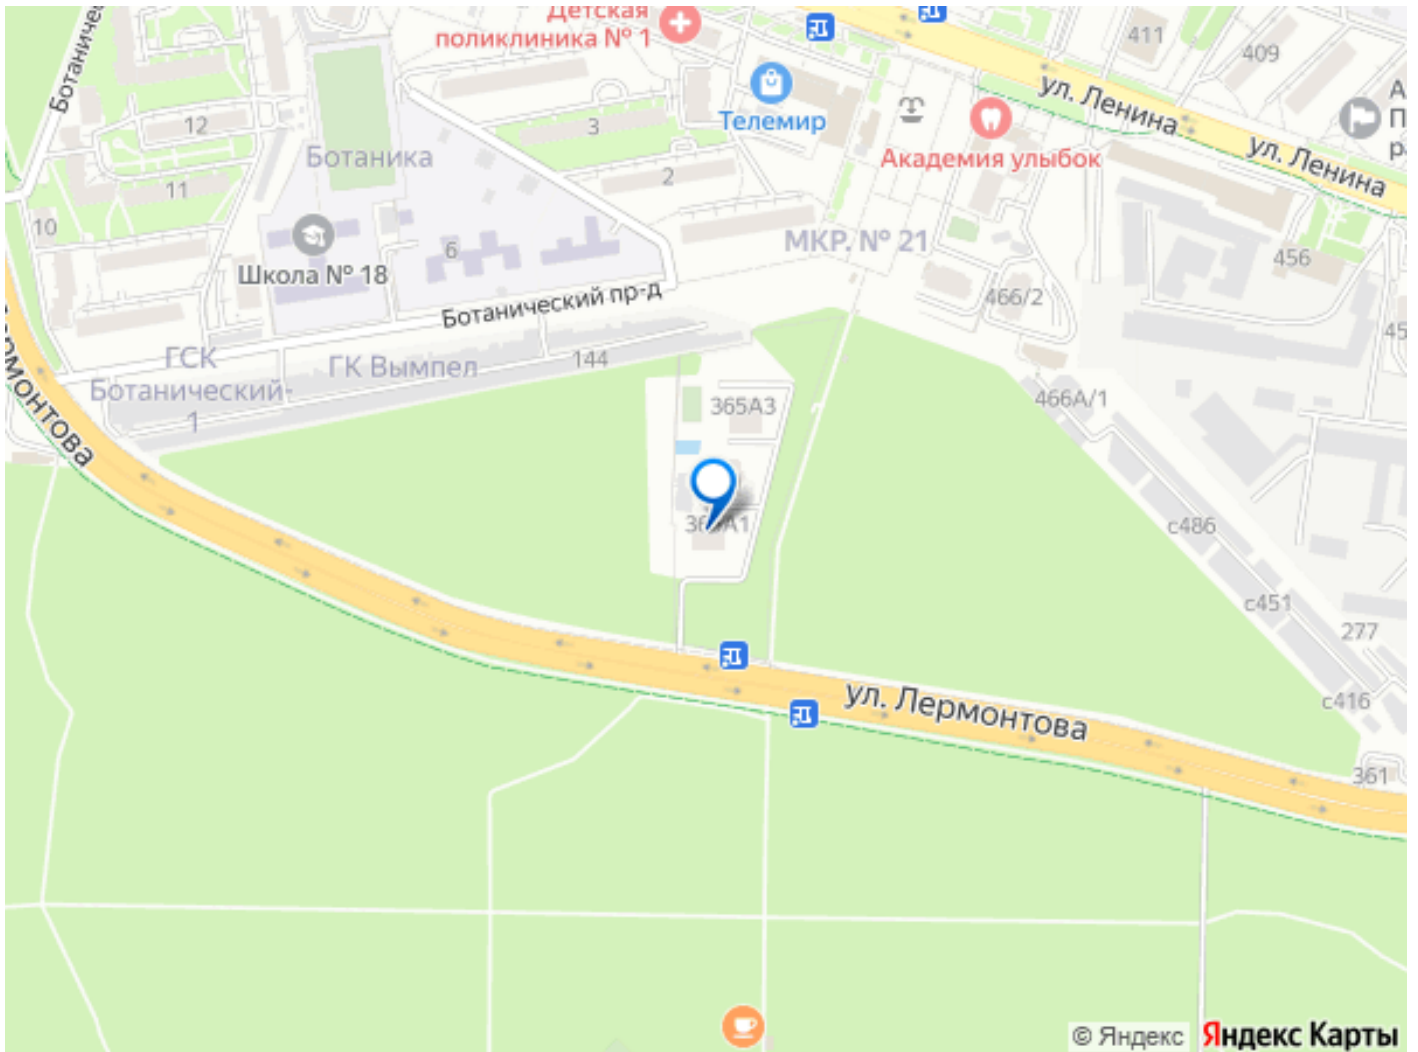 Детская
поликлиника № 1
411
409
ул. Ленина
ул. Ленина
Телемир
Академия улыбок
12
3
Ботаника
11
2
10
6
МКР. № 21
Школа № 18
456
466/2
Ботанический пр-д
144
ГСК
Ботанический-
1
ГК Вымпел
365А3
466А/1
с486
с451
277
с416
ул. Лермонтова
361
© Яндекс
Яндекс Карты